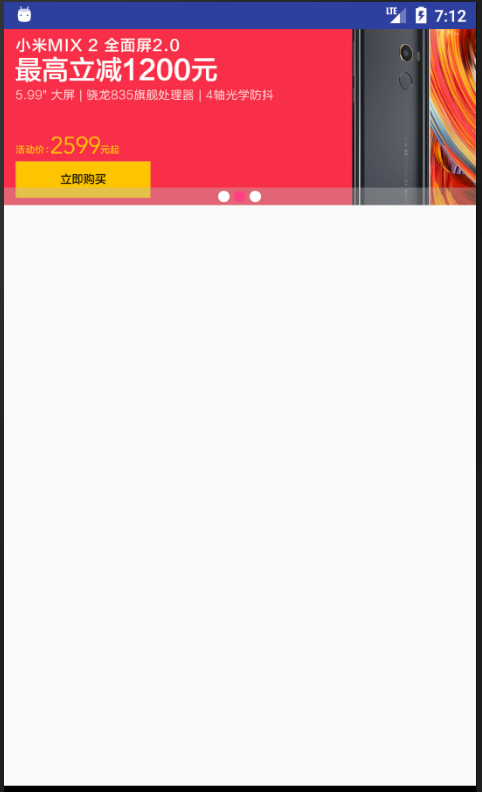 LTE 7:12
小米MIX 2 全面屏2.0
最高立减1200元
5.99" 大屏 | 骁龙835旗舰处理器 | 4轴光学防抖
活动价:2599元起
立即购买